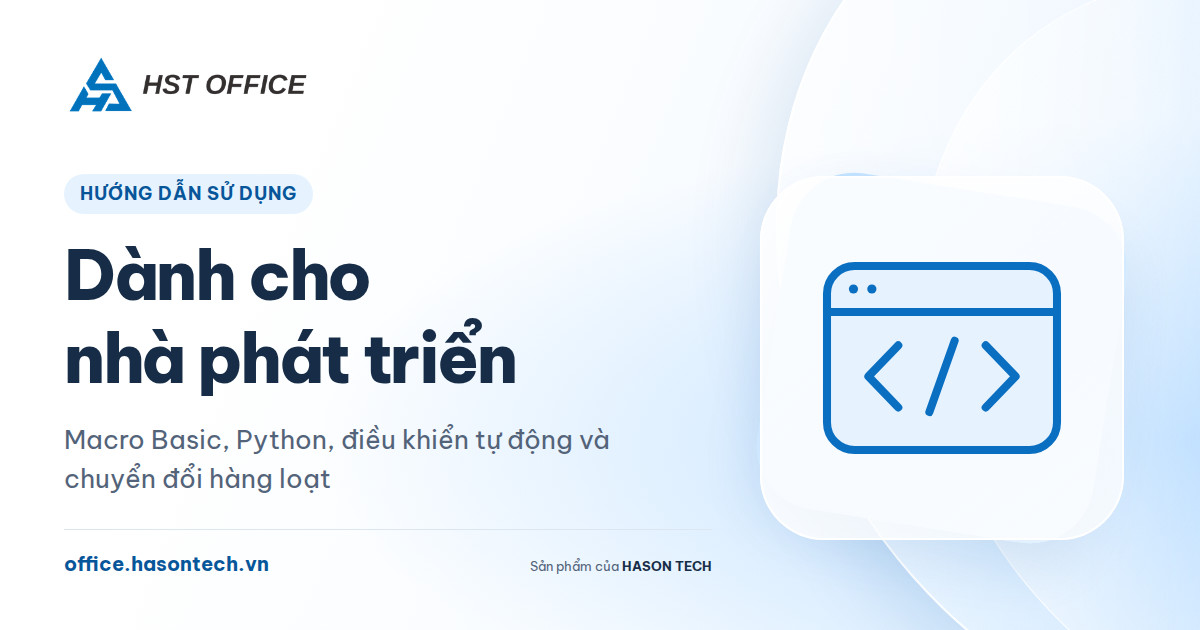 HST OFFICE
HƯỚNG DẪN SỬ DỤNG
Dành cho
nhà phát triển
Macro Basic, Python, điều khiển tự động và
chuyển đổi hàng loạt
office.hasontech.vn
Sản phẩm của HASON TECH